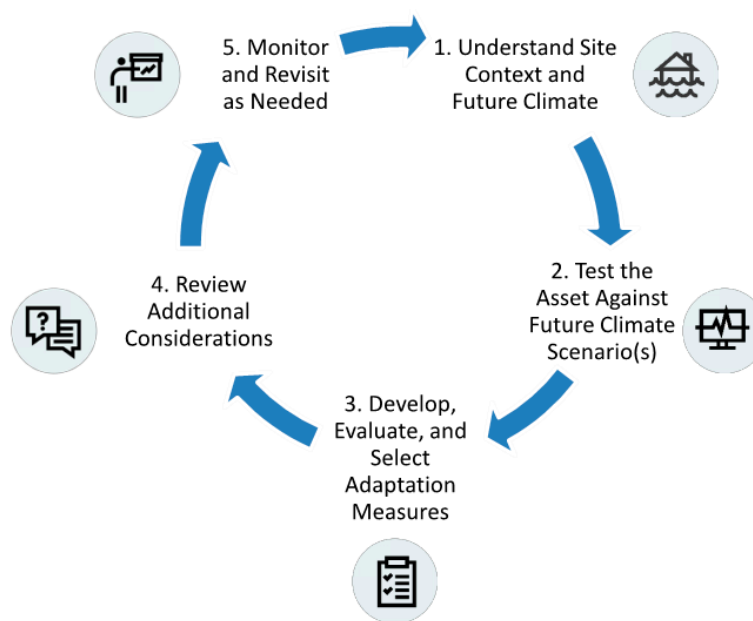 1. Understand Site
Context and
Future Climate
2. Test the
Asset Against
Future Climate
Scenario(s)
3. Develop,
Evaluate, and
Select
Adaptation
Measures
4. Review
Additional
Considerations
5. Monitor
and Revisit
as Needed
?